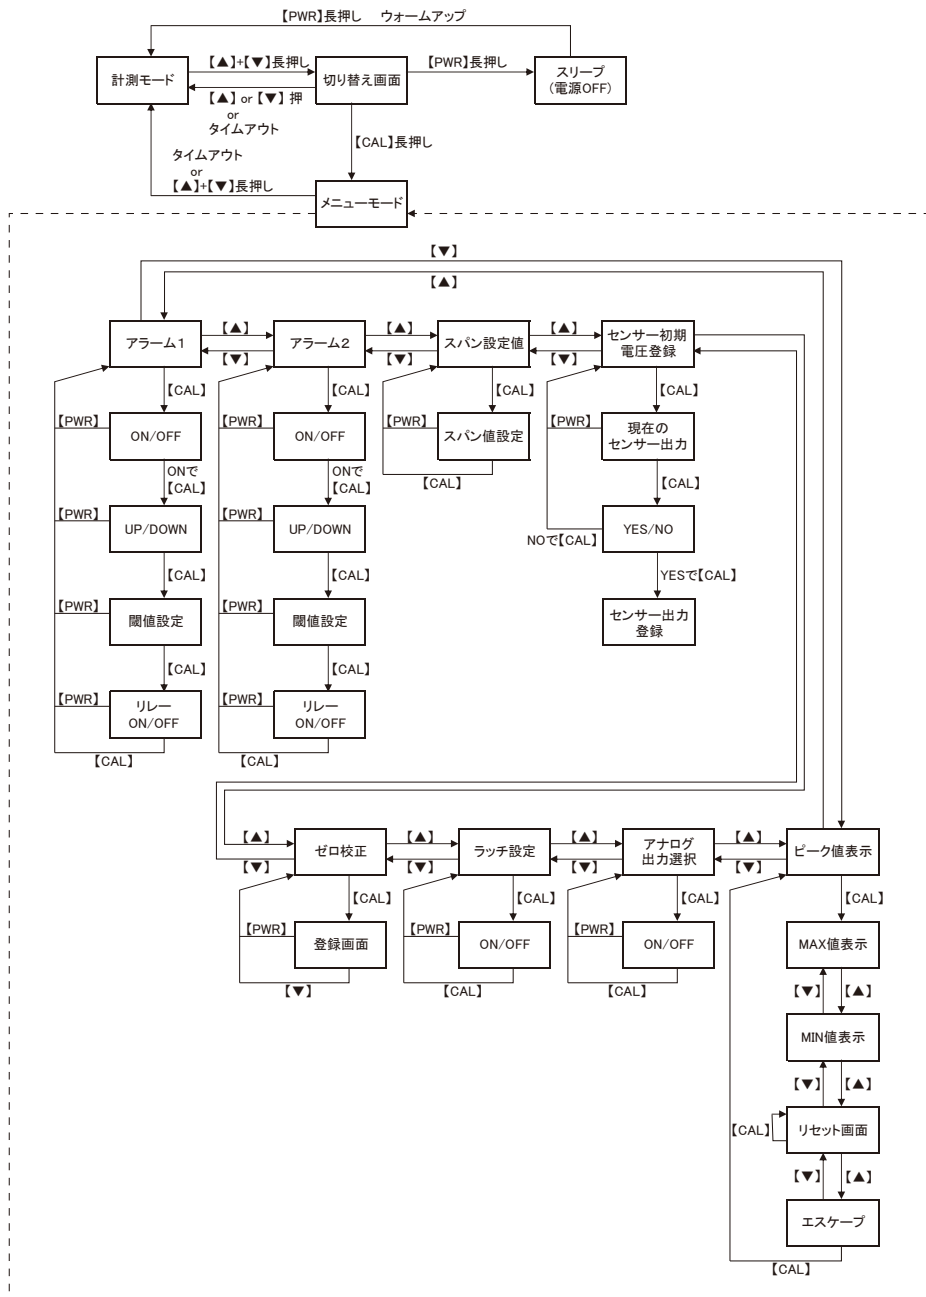 【PWR】長押し ウォームアップ
計測モード
【▲】+【▼】長押し
切り替え画面
【PWR】長押し
スリープ
(電源OFF)
【▲】 or 【▼】 押
or
タイムアウト
【CAL】長押し
タイムアウト
or
【▲】+【▼】長押し
メニューモード
【▼】
【▲】
アラーム1
【▲】
【▼】
アラーム2
【▲】
【▼】
スパン設定値
【▲】
【▼】
センサー初期
電圧登録
【CAL】
【CAL】
【CAL】
【CAL】
【PWR】
ON/OFF
【PWR】
ON/OFF
【PWR】
スパン値設定
【PWR】
現在の
センサー出力
ONで
【CAL】
ONで
【CAL】
【CAL】
【CAL】
【PWR】
UP/DOWN
【PWR】
UP/DOWN
NOで【CAL】
YES/NO
【CAL】
【CAL】
YESで【CAL】
【PWR】
閾値設定
【PWR】
閾値設定
センサー出力
登録
【CAL】
【CAL】
【PWR】
リレー
ON/OFF
【PWR】
リレー
ON/OFF
【CAL】
【CAL】
【▲】
【▼】
ゼロ校正
【▲】
【▼】
ラッチ設定
【▲】
【▼】
アナログ
出力選択
【▲】
【▼】
ピーク値表示
【CAL】
【CAL】
【CAL】
【CAL】
【PWR】
登録画面
【PWR】
ON/OFF
【PWR】
ON/OFF
MAX値表示
【▼】
【CAL】
【CAL】
【▼】
【▲】
MIN値表示
【▼】
【▲】
【CAL】
リセット画面
【▼】
【▲】
エスケープ
【CAL】